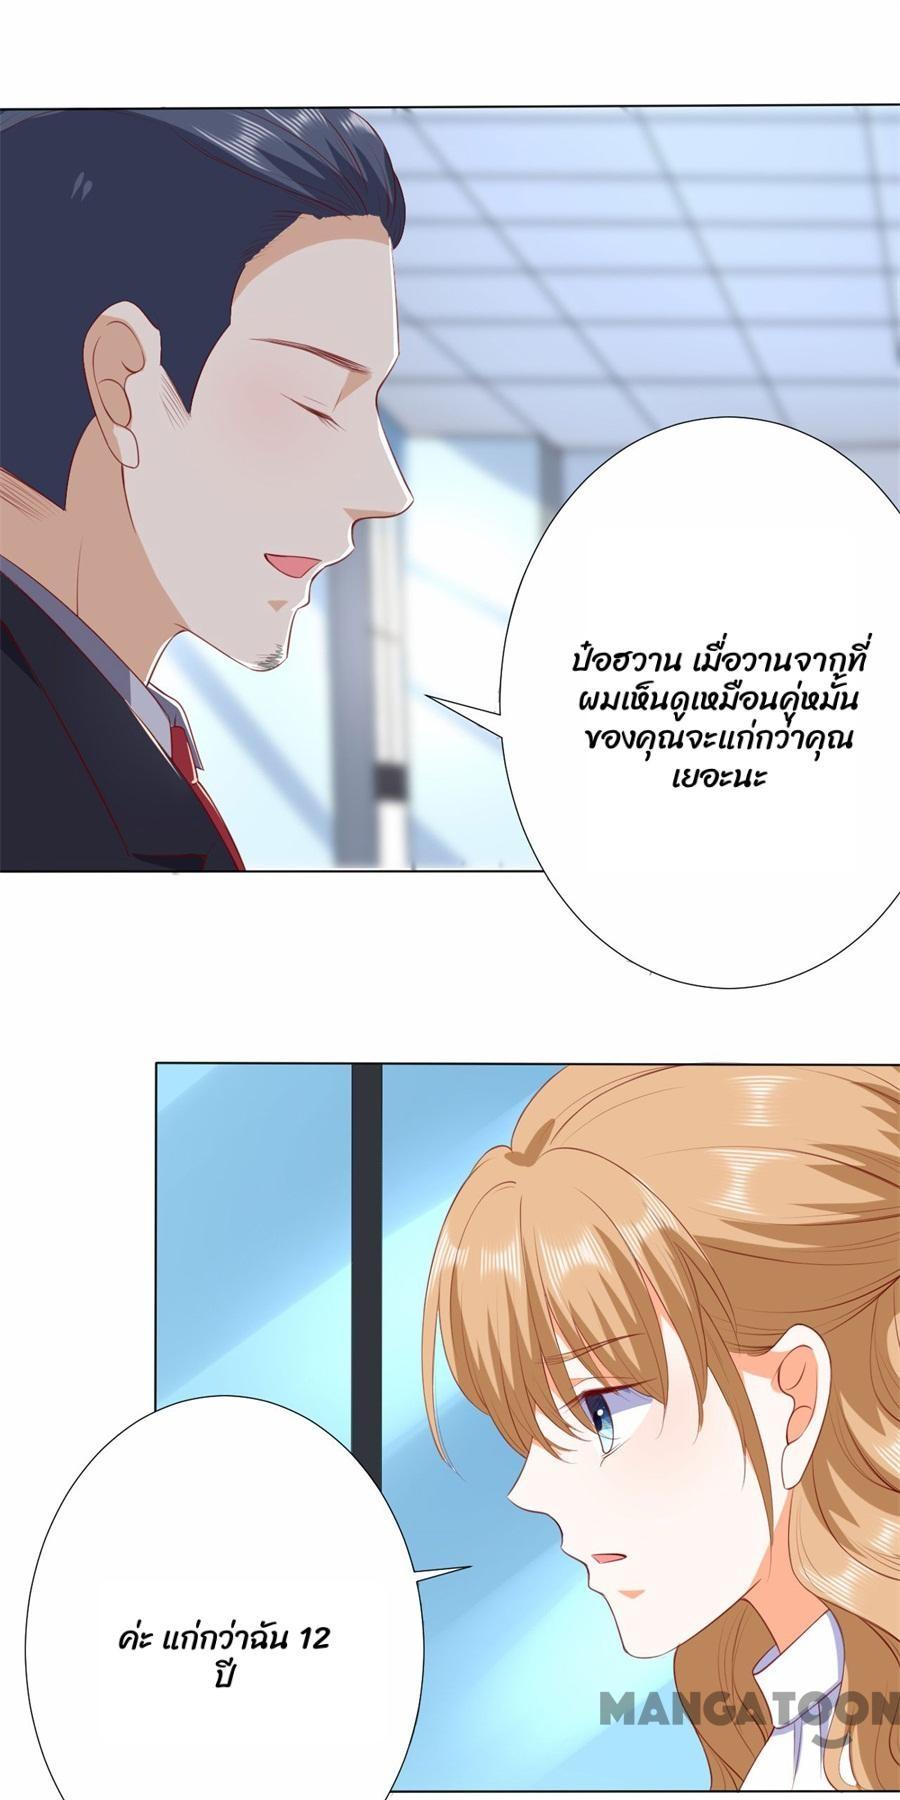 ป๋อฮวาน เมื่อวานจากที่
ผมเห็นดูเหมือนคู่หมั้น
ของคุณจะแก่กว่าคุณ
เยอะนะ
ค่ะ แก่กว่าฉัน 12
ปี
MANGATOON